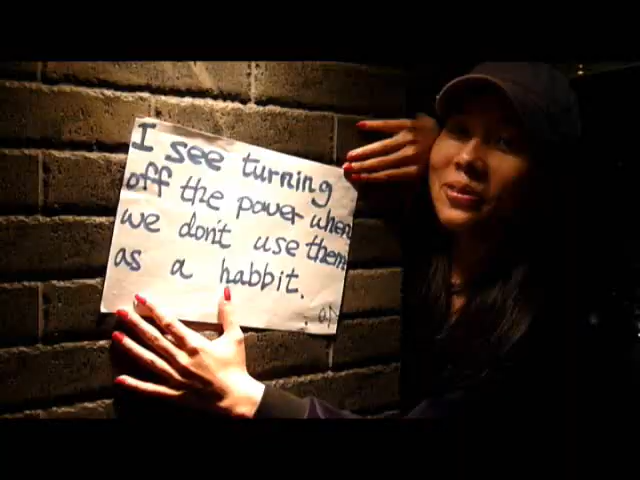 I see turning
off the power when
we don't use them
as a habbit.